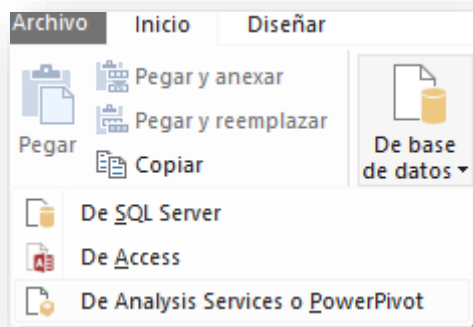 Archivo Inicio Diseñar
Pegar
Pegar y anexar
Pegar y reemplazar
Copiar
De base
de datos
De SQL Server
De Access
De Analysis Services o PowerPivot